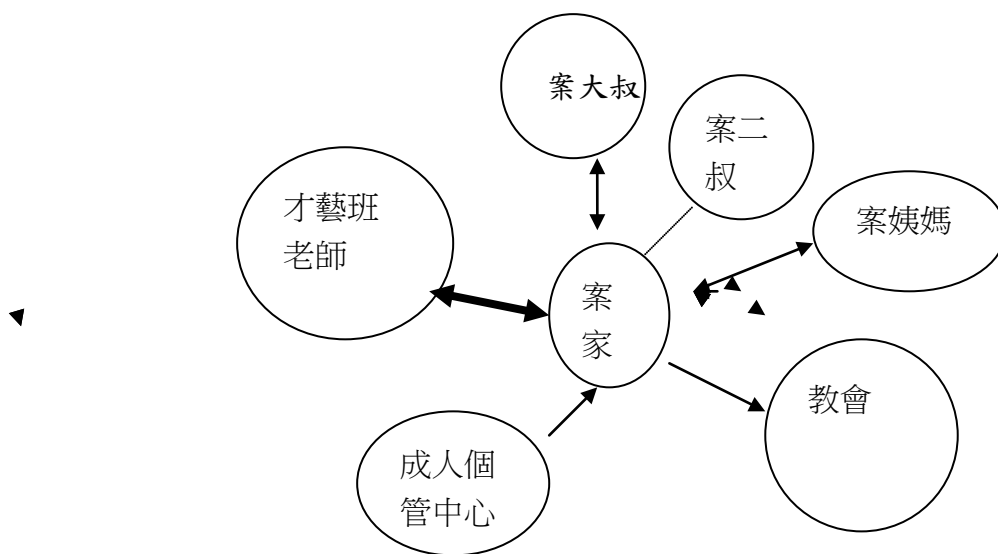 案大叔
案二
叔
才藝班
老師
案姨媽
案
家
教會
成人個
管中心